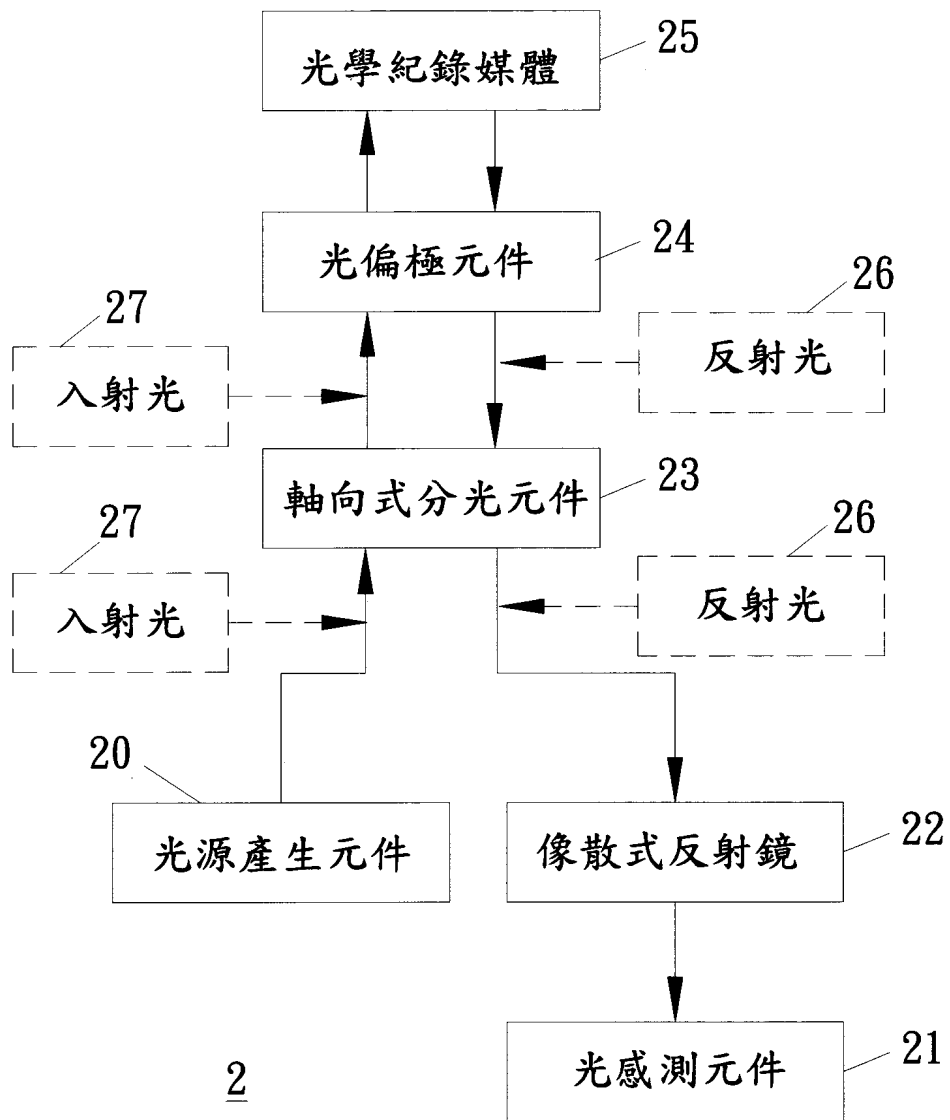 25
光學紀錄媒體
24
光偏極元件
27
26
入射光
反射光
23
軸向式分光元件
27
26
入射光
反射光
20
光源產生元件
22
像散式反射鏡
21
光感測元件
2